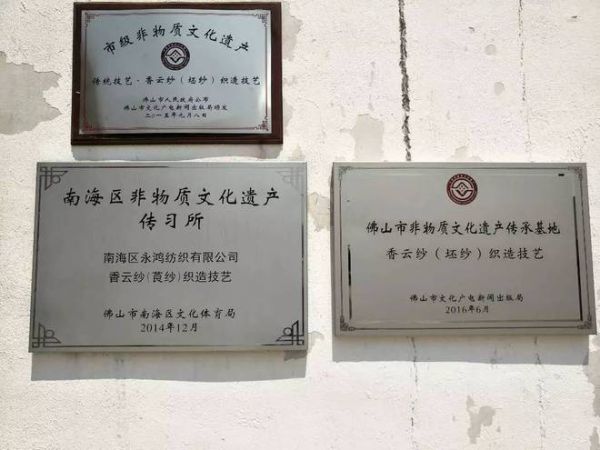 市级非物质文化遗产
传统技艺·香云纱(坯纱)织造技艺
佛山市人民政府公布
佛山市文化广电新闻出版局颁发
二〇一五年九月八日
南海区非物质文化遗产
传习所
南海区永鸿纺织有限公司
香云纱(莨纱)织造技艺
佛山市南海区文化体育局
2014年12月
佛山市非物质文化遗产传承基地
香云纱(坯纱)织造技艺
佛山市文化广电新闻出版局
2016年6月